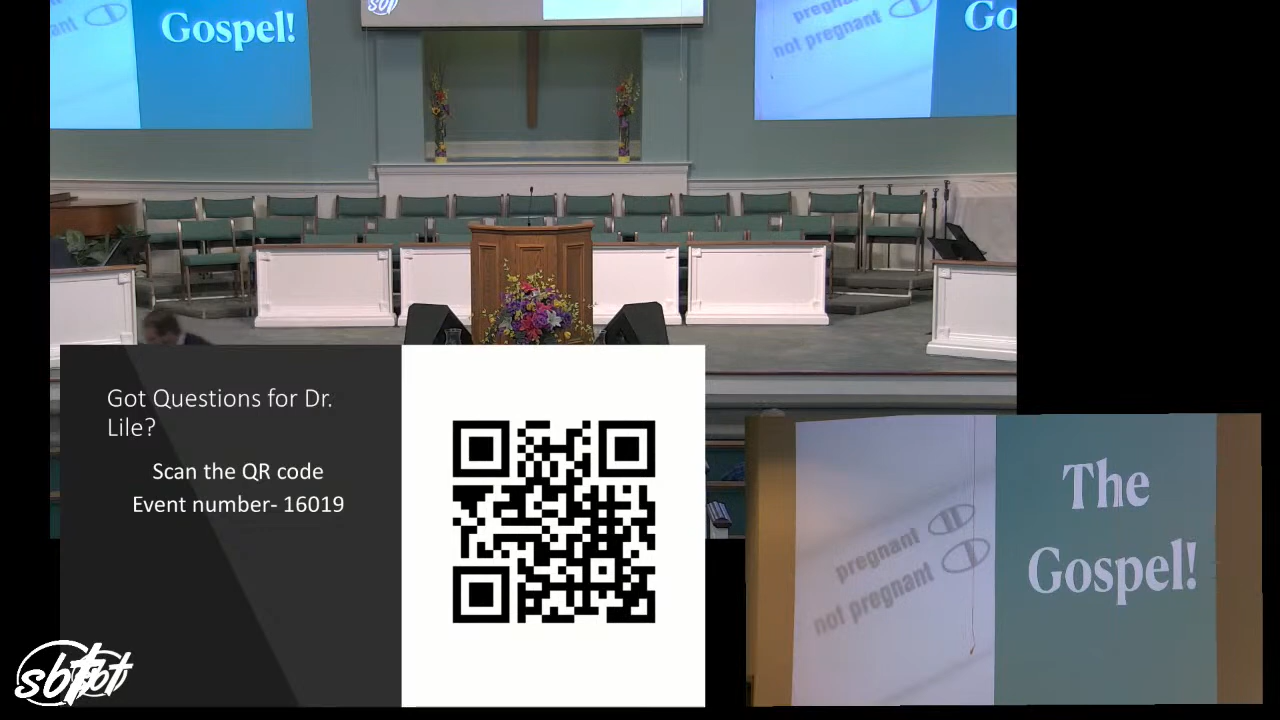 Gospel!
sbt
pregnant
not pregnant
Go
Got Questions for Dr.
Lile?
Scan the QR code
Event number- 16019
The
Gospel!
pregnant
not pregnant